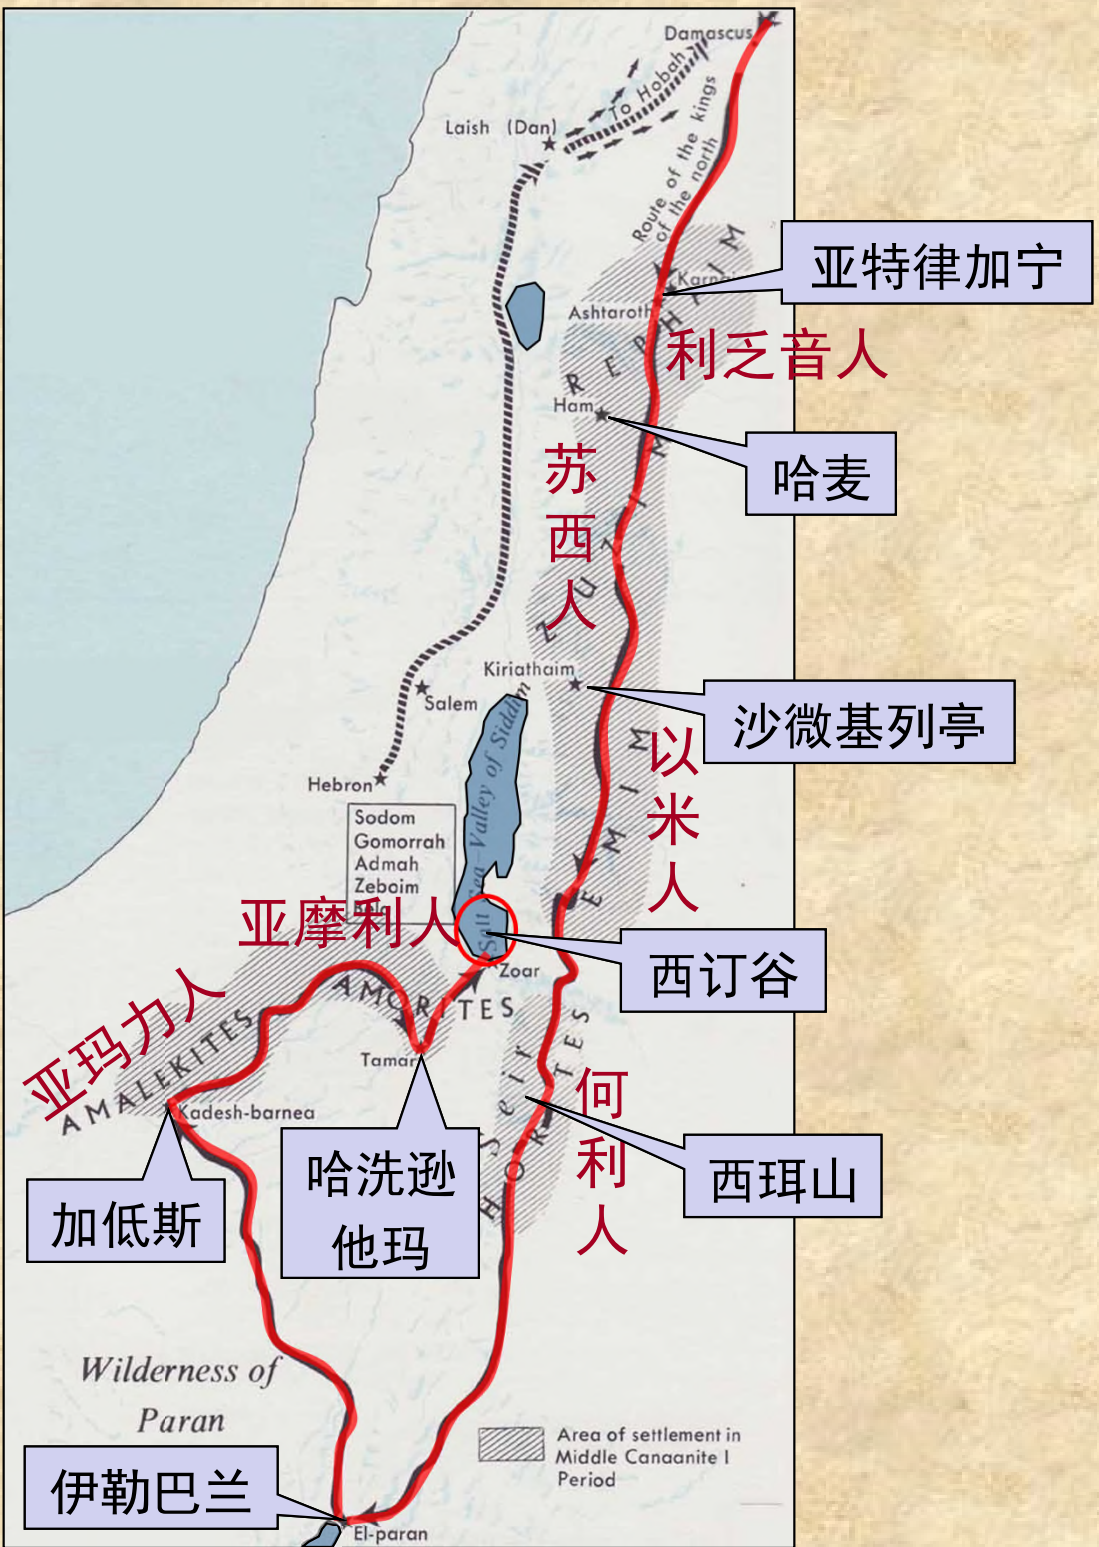 Damascus
To Hobah
Laish (Dan)
Route of the kings
of the north
亚特律加宁
Ashtaroth
利乏音人
REPHAIM
Ham
哈麦
苏西人
ZUZIM
Kiriathaim
沙微基列亭
Salem
以米人
EMIM
Hebron
Sodom
Gomorrah
Admah
Zeboim
Salt Sea-Valley of Siddim
亚摩利人
西订谷
Zoar
亚玛力人
AMORITES
AMALEKITES
Tamar
Kadesh-barnea
何利人
Seir
HORITES
西珥山
哈洗逊
他玛
加低斯
Wilderness of
Paran
Area of settlement in
Middle Canaanite I
Period
伊勒巴兰
El-paran